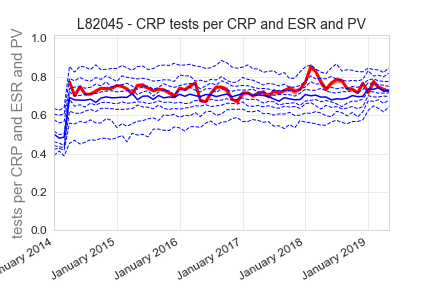 L82045 - CRP tests per CRP and ESR and PV
tests per CRP and ESR and PV
1.0
0.8
0.6
0.4
0.2
0.0
nuary 2014
January 2015
January 2016
January 2017
January 2018
January 2019